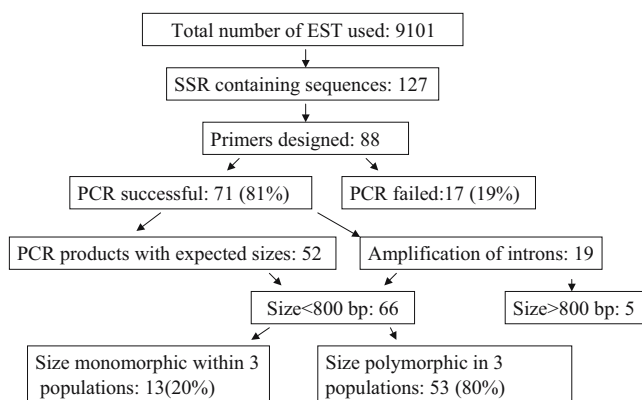 Total number of EST used: 9101
SSR containing sequences: 127
Primers designed: 88
PCR successful: 71 (81%)
PCR failed:17 (19%)
PCR products with expected sizes: 52
Amplification of introns: 19
Size<800 bp: 66
Size>800 bp: 5
Size monomorphic within 3
populations: 13(20%)
Size polymorphic in 3
populations: 53 (80%)